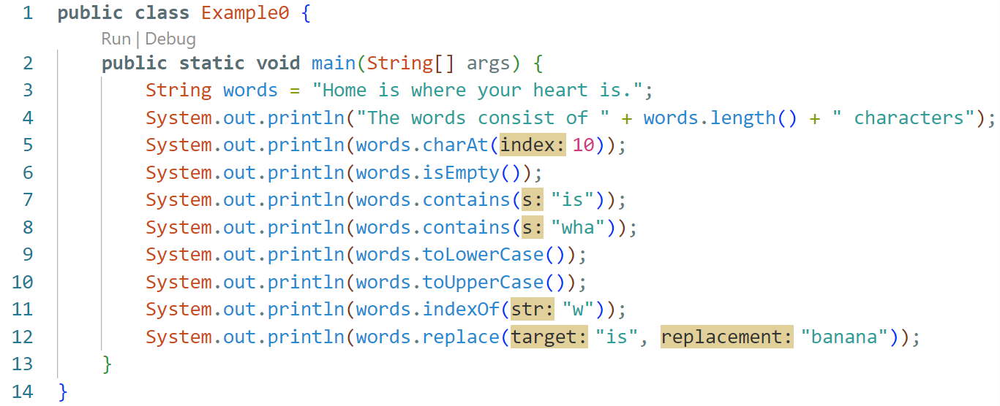 1 public class Example0 {
Run | Debug
2 public static void main(String[] args) {
3 String words = "Home is where your heart is.";
4 System.out.println("The words consist of " + words.length() + " characters");
5 System.out.println(words.charAt(index: 10));
6 System.out.println(words.isEmpty());
7 System.out.println(words.contains(s: "is"));
8 System.out.println(words.contains(s: "wha"));
9 System.out.println(words.toLowerCase());
10 System.out.println(words.toUpperCase());
11 System.out.println(words.indexOf(str: "w"));
12 System.out.println(words.replace(target: "is", replacement: "banana"));
13 }
14 }